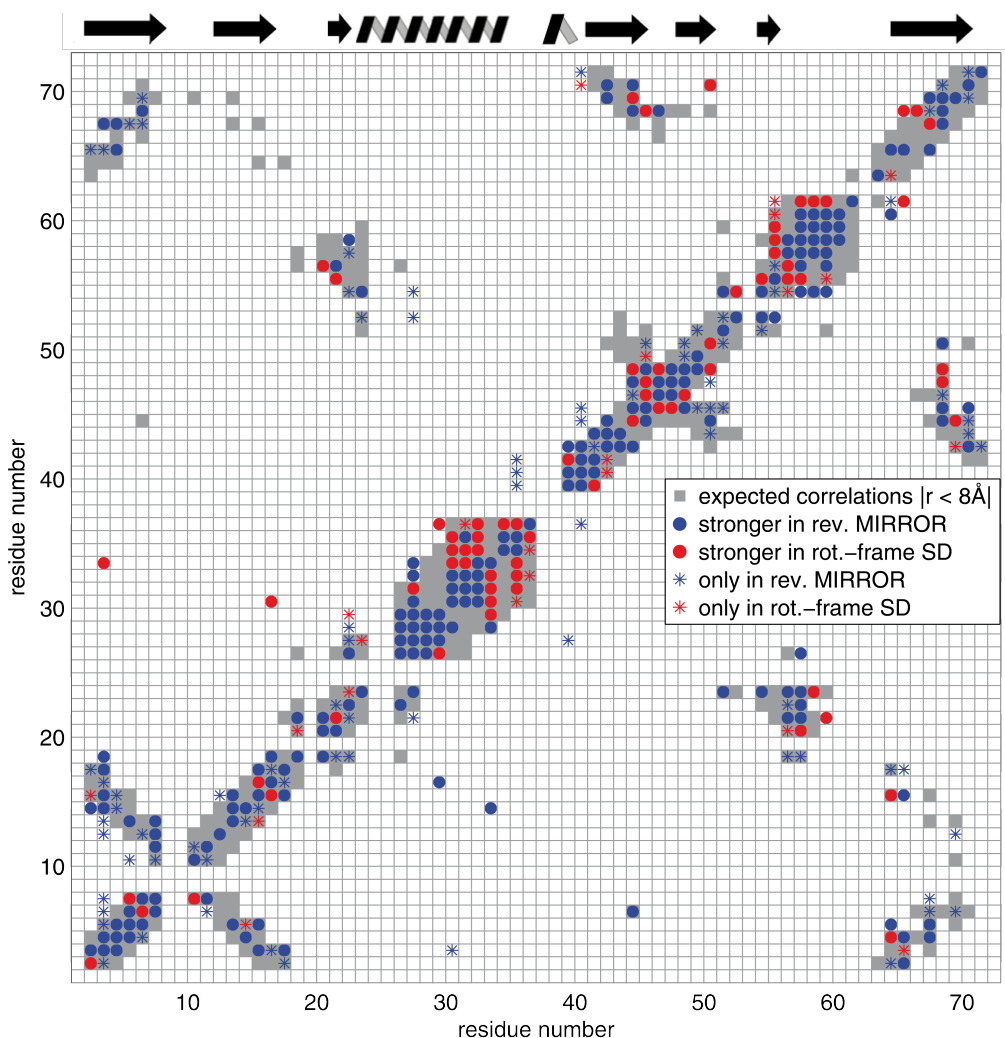 70
60
50
40
30
20
10
residue number
expected correlations |r < 8Å|
stronger in rev. MIRROR
stronger in rot.-frame SD
only in rev. MIRROR
only in rot.-frame SD
10 20 30 40 50 60 70
residue number